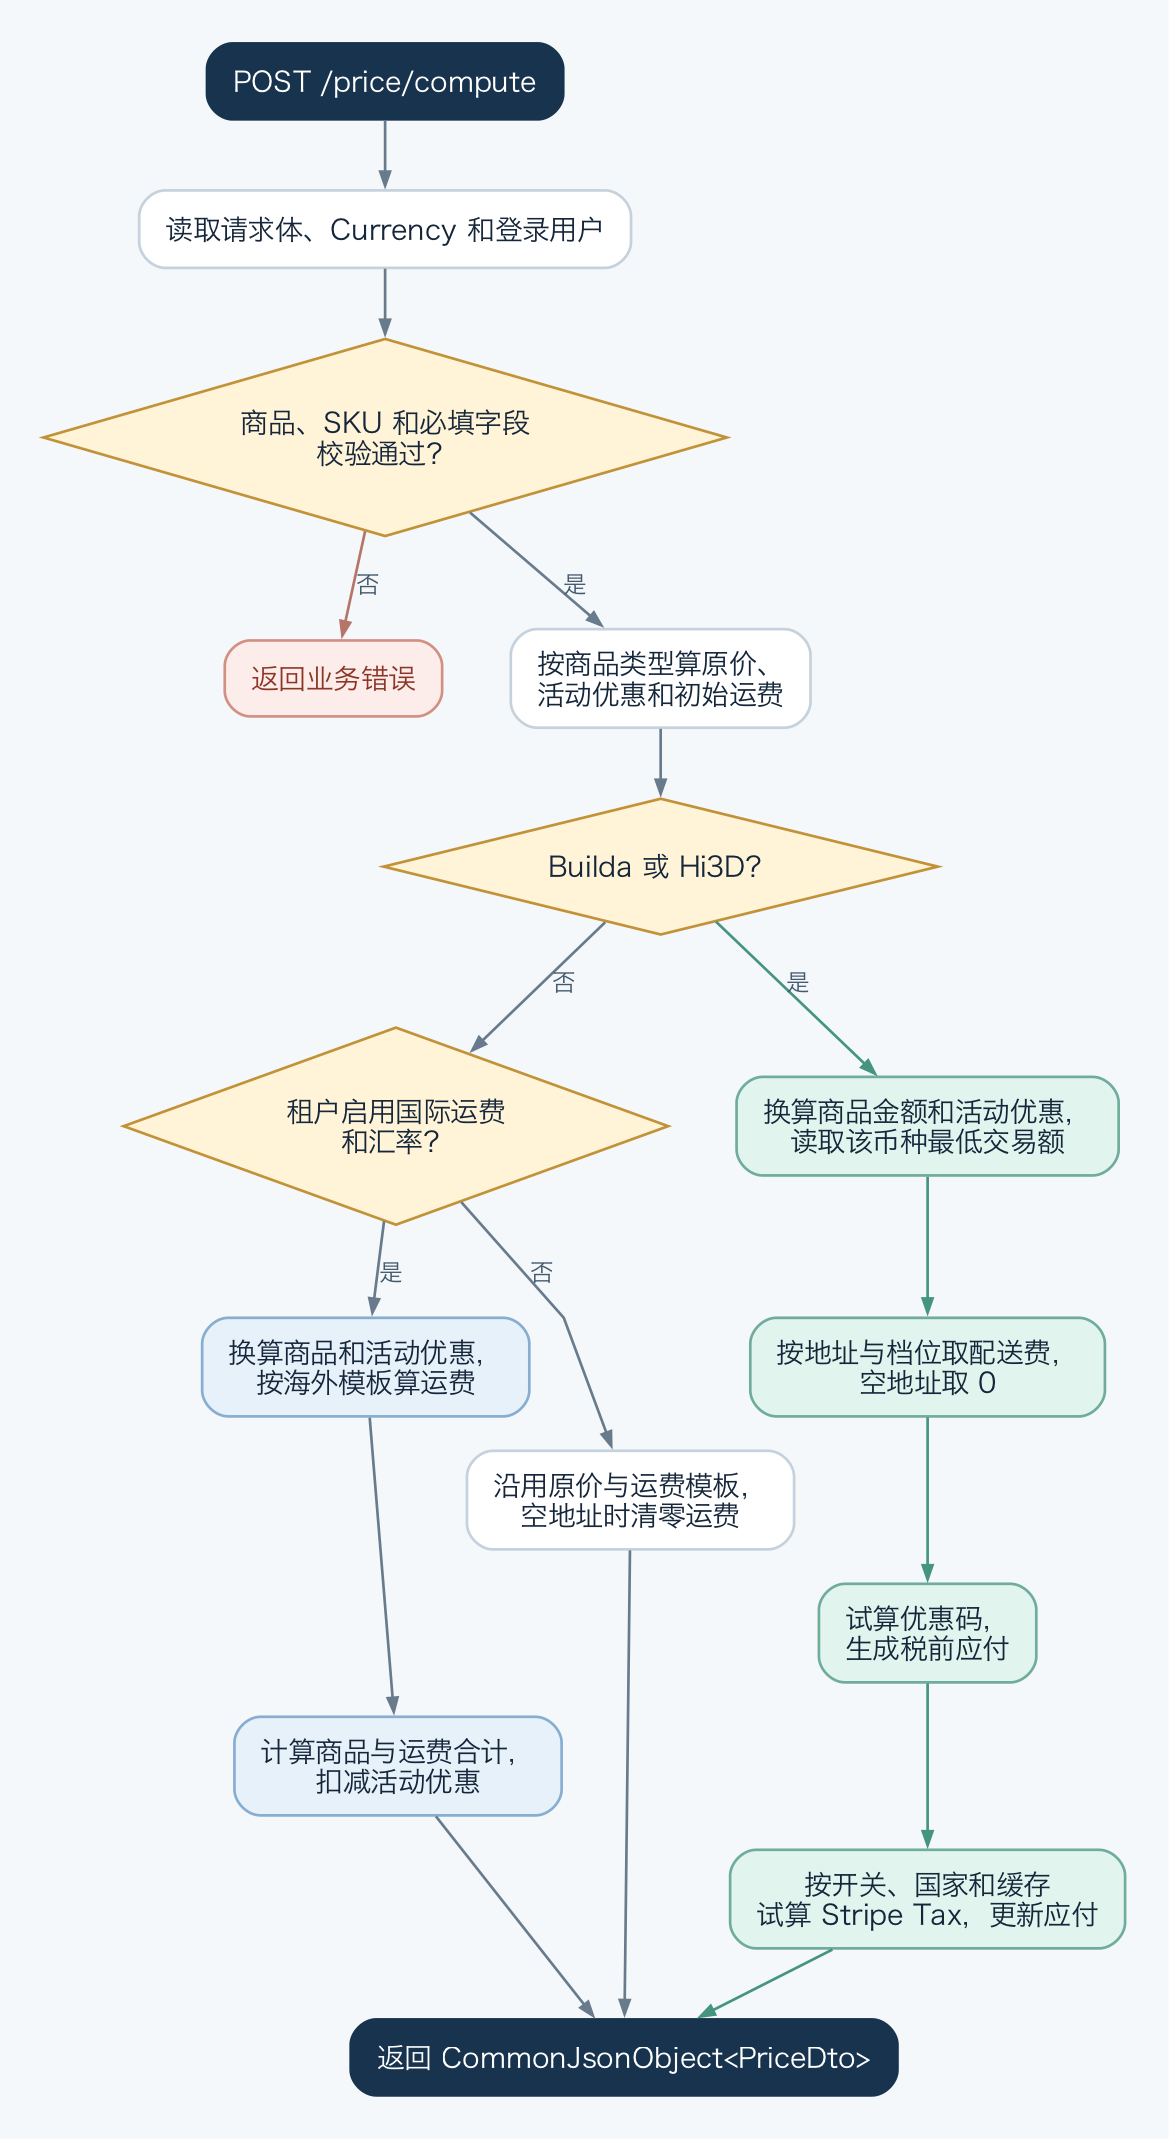 POST /price/compute
读取请求体、Currency 和登录用户
商品、SKU 和必填字段
校验通过?
否
是
返回业务错误
按商品类型算原价、
活动优惠和初始运费
Builda 或 Hi3D?
否
是
租户启用国际运费
和汇率?
换算商品金额和活动优惠,
读取该币种最低交易额
是
否
换算商品和活动优惠,
按海外模板算运费
按地址与档位取配送费,
空地址取 0
沿用原价与运费模板,
空地址时清零运费
试算优惠码,
生成税前应付
计算商品与运费合计,
扣减活动优惠
按开关、国家和缓存
试算 Stripe Tax, 更新应付
返回 CommonJsonObject<PriceDto>